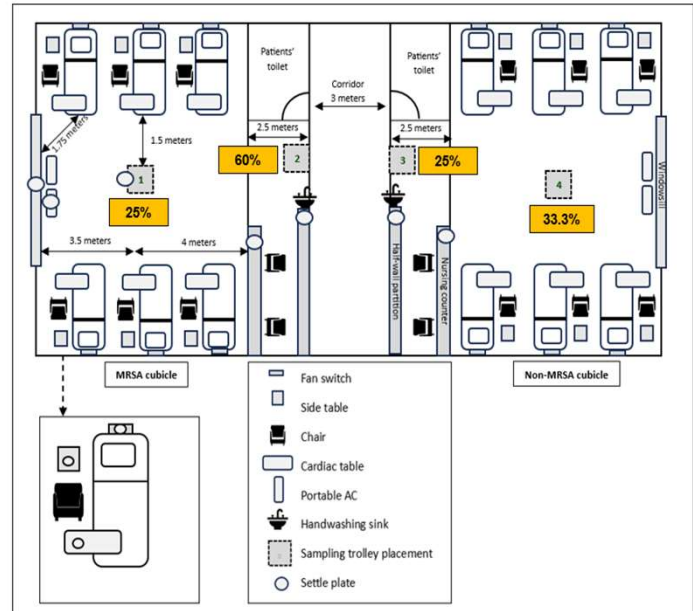 Patients'
toilet
Corridor
3 meters
Patients'
toilet
1.75 meters
1.5 meters
2.5 meters
2.5 meters
60%
2
3
25%
1
25%
4
33.3%
Windowsill
3.5 meters
4 meters
Half-wall partition
Nursing counter
MRSA cubicle
Non-MRSA cubicle
Fan switch
Side table
Chair
Cardiac table
Portable AC
Handwashing sink
Sampling trolley placement
Settle plate